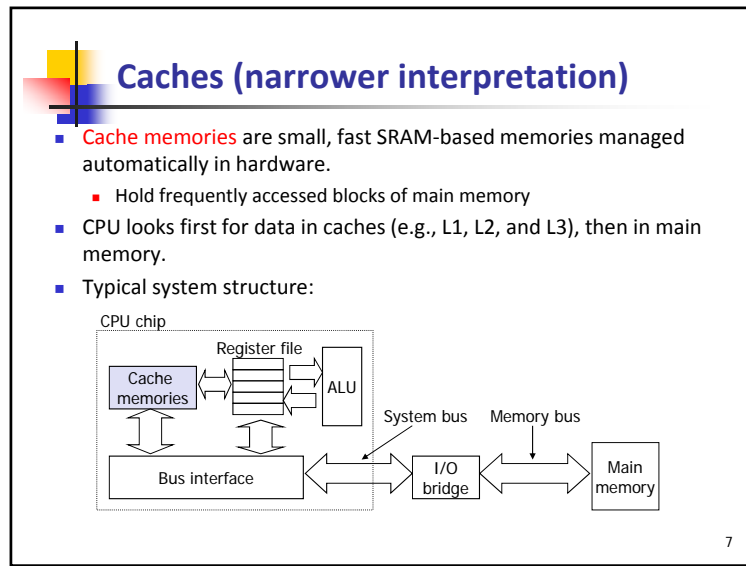 Caches (narrower interpretation)
Cache memories are small, fast SRAM-based memories managed
automatically in hardware.
Hold frequently accessed blocks of main memory
CPU looks first for data in caches (e.g., L1, L2, and L3), then in main
memory.
Typical system structure:
CPU chip
Register file
Cache
memories
ALU
System bus
Memory bus
Bus interface
I/O
bridge
Main
memory
7